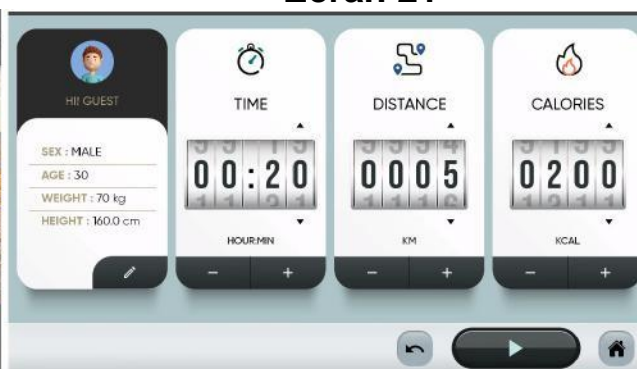 HI! GUEST
SEX : MALE
AGE : 30
WEIGHT : 70 kg
HEIGHT : 160.0 cm
TIME
00:20
HOUR:MIN
- +
DISTANCE
0005
KM
- +
CALORIES
0200
KCAL
- +